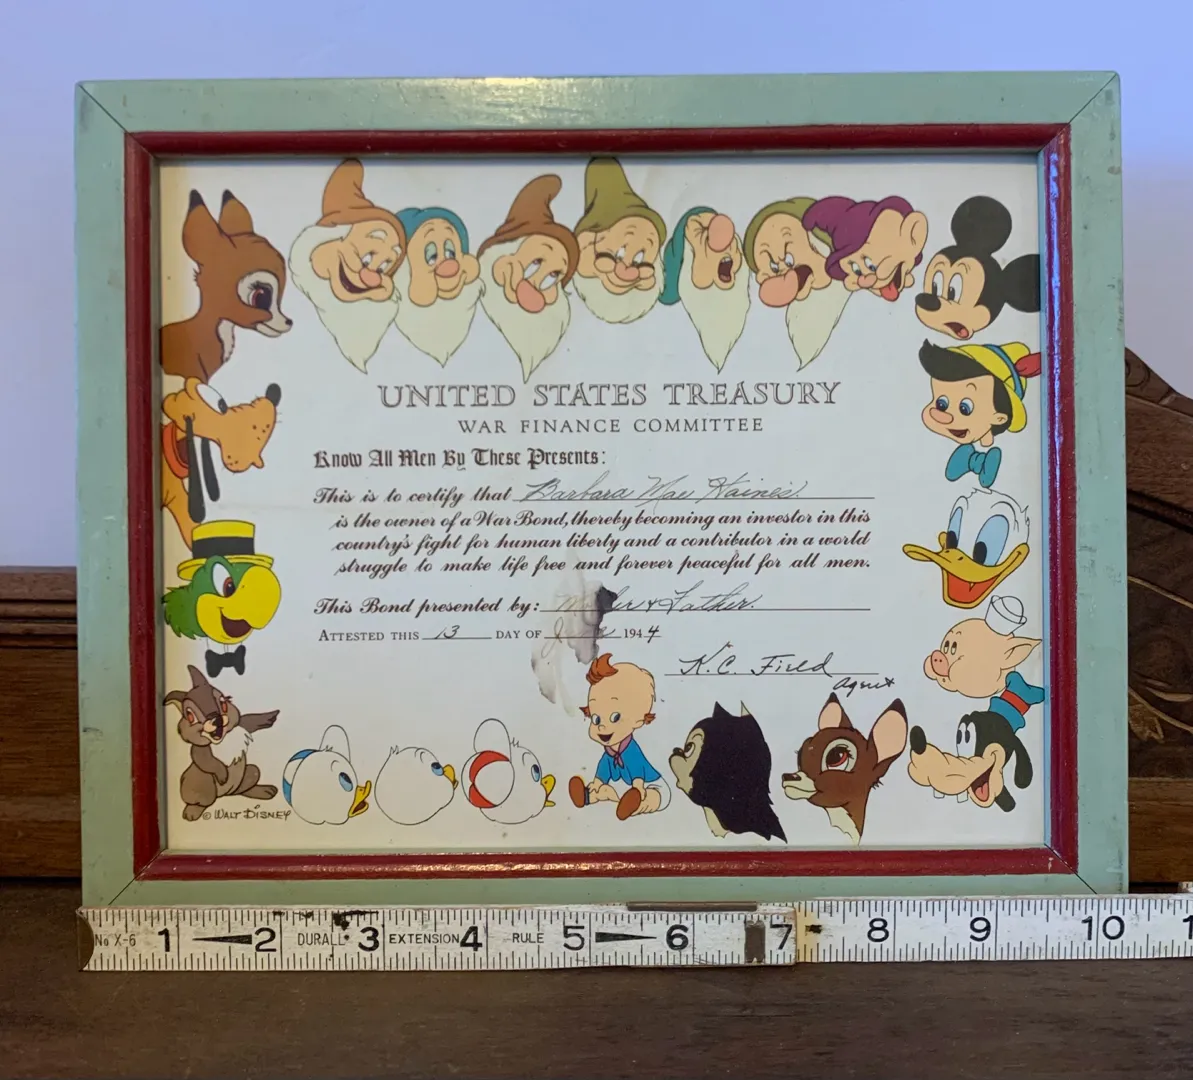 UNITED STATES TREASURY
WAR FINANCE COMMITTEE
Know All Men By These Presents:
This is to certify that Barbara Mae Haines
is the owner of a War Bond, thereby becoming an investor in this
country's fight for human liberty and a contributor in a world
struggle to make life free and forever peaceful for all men.
This Bond presented by: Mother & Father.
ATTESTED THIS 13 DAY OF June 1944
K.C. Field
Agent
© WALT DISNEY
No X-6 1 2 DURALL 3 EXTENSION 4 RULE 5 6 7 8 9 10 1